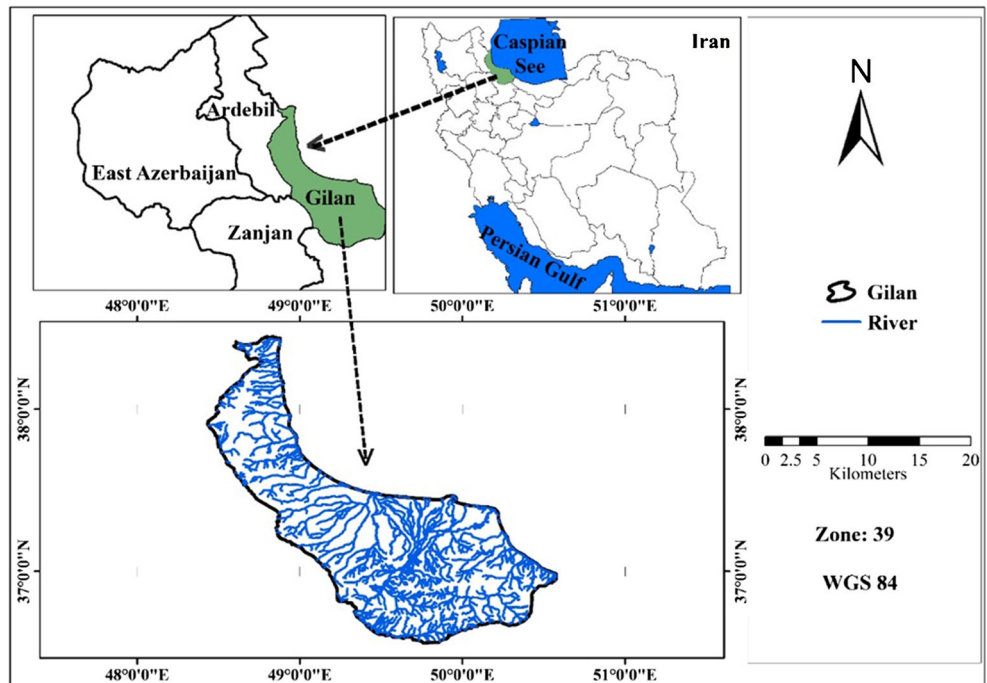 Ardebil
East Azerbaijan
Gilan
Zanjan
Iran
Caspian
See
Persian Gulf
N
Gilan
River
0 2.5 5 10 15 20
Kilometers
Zone: 39
WGS 84
48°0'0"E 49°0'0"E 50°0'0"E 51°0'0"E
38°0'0"N 38°0'0"N
37°0'0"N 37°0'0"N
48°0'0"E 49°0'0"E 50°0'0"E 51°0'0"E